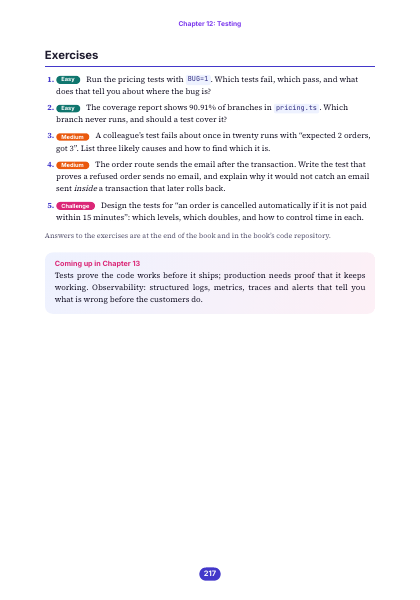 Chapter 12: Testing
Exercises
1. Easy Run the pricing tests with BUG=1. Which tests fail, which pass, and what
does that tell you about where the bug is?
2. Easy The coverage report shows 90.91% of branches in pricing.ts. Which
branch never runs, and should a test cover it?
3. Medium A colleague's test fails about once in twenty runs with “expected 2 orders,
got 3”. List three likely causes and how to find which it is.
4. Medium The order route sends the email after the transaction. Write the test that
proves a refused order sends no email, and explain why it would not catch an email
sent inside a transaction that later rolls back.
5. Challenge Design the tests for “an order is cancelled automatically if it is not paid
within 15 minutes”: which levels, which doubles, and how to control time in each.
Answers to the exercises are at the end of the book and in the book's code repository.
Coming up in Chapter 13
Tests prove the code works before it ships; production needs proof that it keeps
working. Observability: structured logs, metrics, traces and alerts that tell you
what is wrong before the customers do.
217